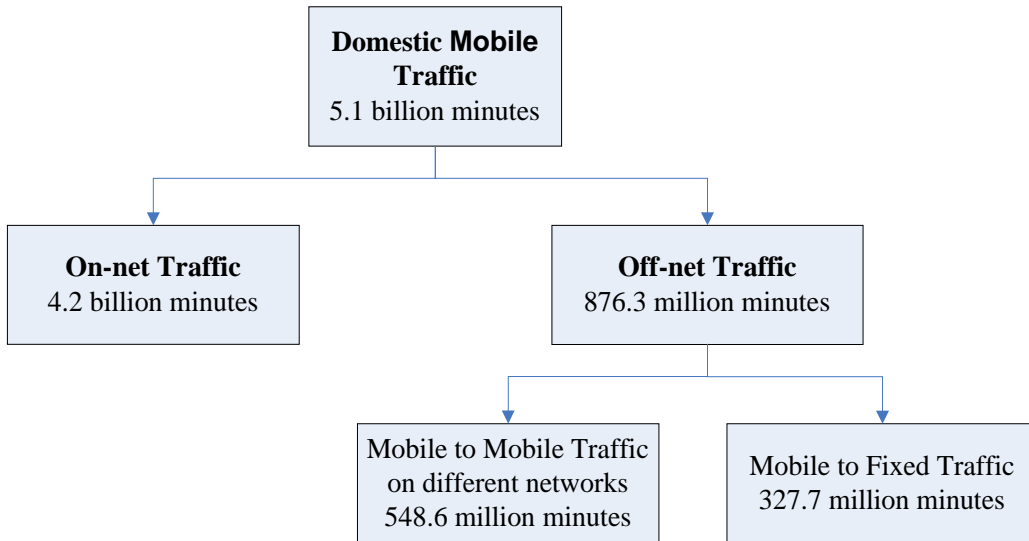 Domestic Mobile
Traffic
5.1 billion minutes
On-net Traffic
4.2 billion minutes
Off-net Traffic
876.3 million minutes
Mobile to Mobile Traffic
on different networks
548.6 million minutes
Mobile to Fixed Traffic
327.7 million minutes